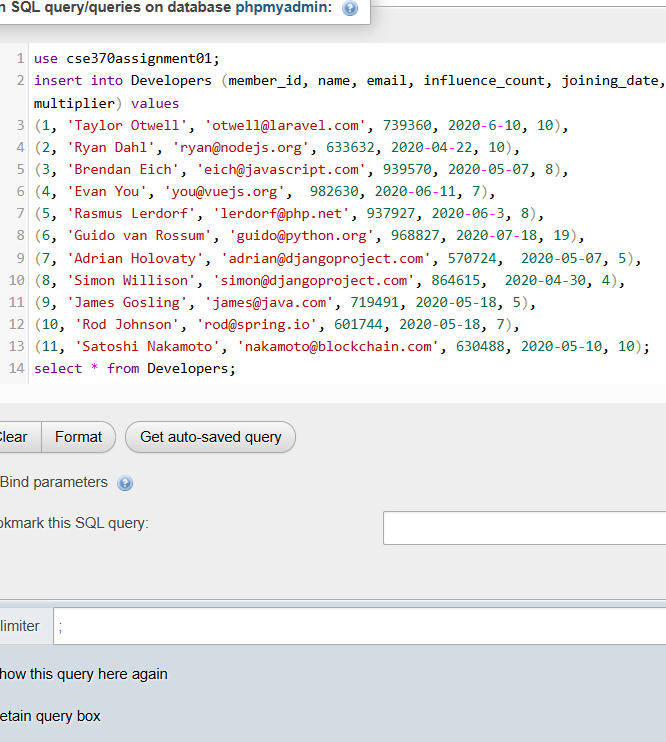 n SQL query/queries on database phpmyadmin:
1 use cse370assignment01;
2 insert into Developers (member_id, name, email, influence_count, joining_date,
multiplier) values
3 (1, 'Taylor Otwell', 'otwell@laravel.com', 739360, 2020-6-10, 10),
4 (2, 'Ryan Dahl', 'ryan@nodejs.org', 633632, 2020-04-22, 10),
5 (3, 'Brendan Eich', 'eich@javascript.com', 939570, 2020-05-07, 8),
6 (4, 'Evan You', 'you@vuejs.org',  982630, 2020-06-11, 7),
7 (5, 'Rasmus Lerdorf', 'lerdorf@php.net', 937927, 2020-06-3, 8),
8 (6, 'Guido van Rossum', 'guido@python.org', 968827, 2020-07-18, 19),
9 (7, 'Adrian Holovaty', 'adrian@djangoproject.com', 570724,  2020-05-07, 5),
10 (8, 'Simon Willison', 'simon@djangoproject.com', 864615,  2020-04-30, 4),
11 (9, 'James Gosling', 'james@java.com', 719491, 2020-05-18, 5),
12 (10, 'Rod Johnson', 'rod@spring.io', 601744, 2020-05-18, 7),
13 (11, 'Satoshi Nakamoto', 'nakamoto@blockchain.com', 630488, 2020-05-10, 10);
14 select * from Developers;
Clear Format Get auto-saved query
Bind parameters
okmark this SQL query:
limiter ;
how this query here again
etain query box